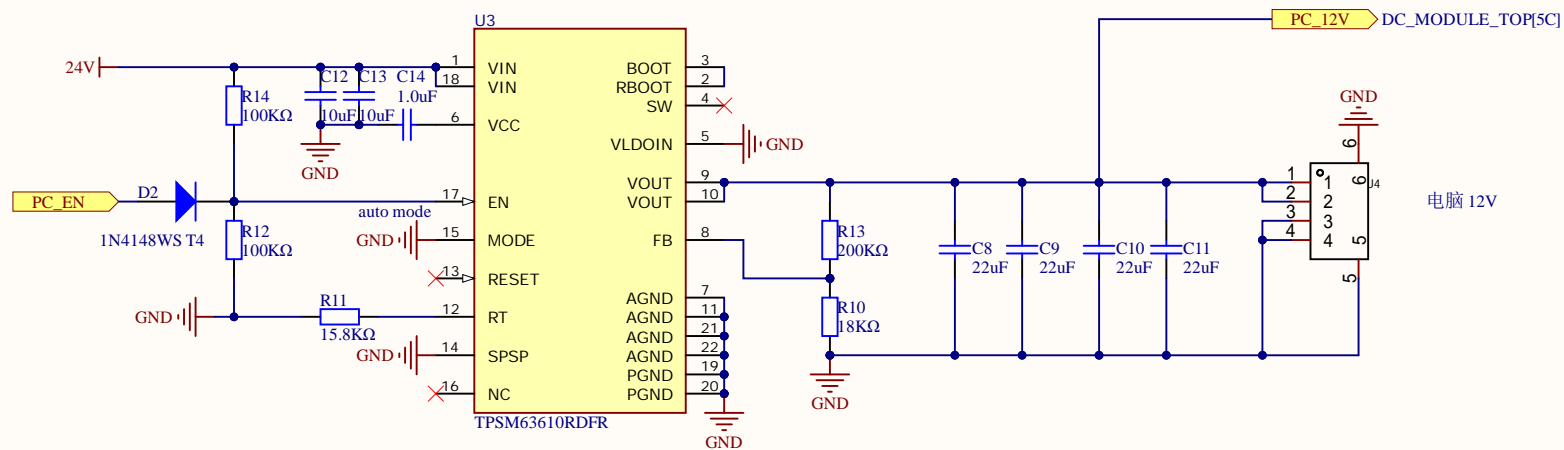 U3
PC_12V
DC_MODULE_TOP[5C]
24V
1
18
VIN
VIN
BOOT
RBOOT
3
2
SW
4
R14
100KΩ
C12
10uF
C13
10uF
C14
1.0uF
6
VCC
VLDOIN
5
GND
GND
GND
6
PC_EN
D2
1N4148WS T4
17
EN
VOUT
VOUT
9
10
1
2
3
4
1
2
3
4
6
5
J4
电脑 12V
auto mode
GND
15
MODE
FB
8
R12
100KΩ
R13
200KΩ
C8
22uF
C9
22uF
C10
22uF
C11
22uF
13
RESET
5
GND
R11
15.8KΩ
12
RT
AGND
AGND
AGND
AGND
PGND
PGND
7
11
21
22
19
20
R10
18KΩ
GND
14
SPSP
16
NC
GND
TPSM63610RDFR
GND